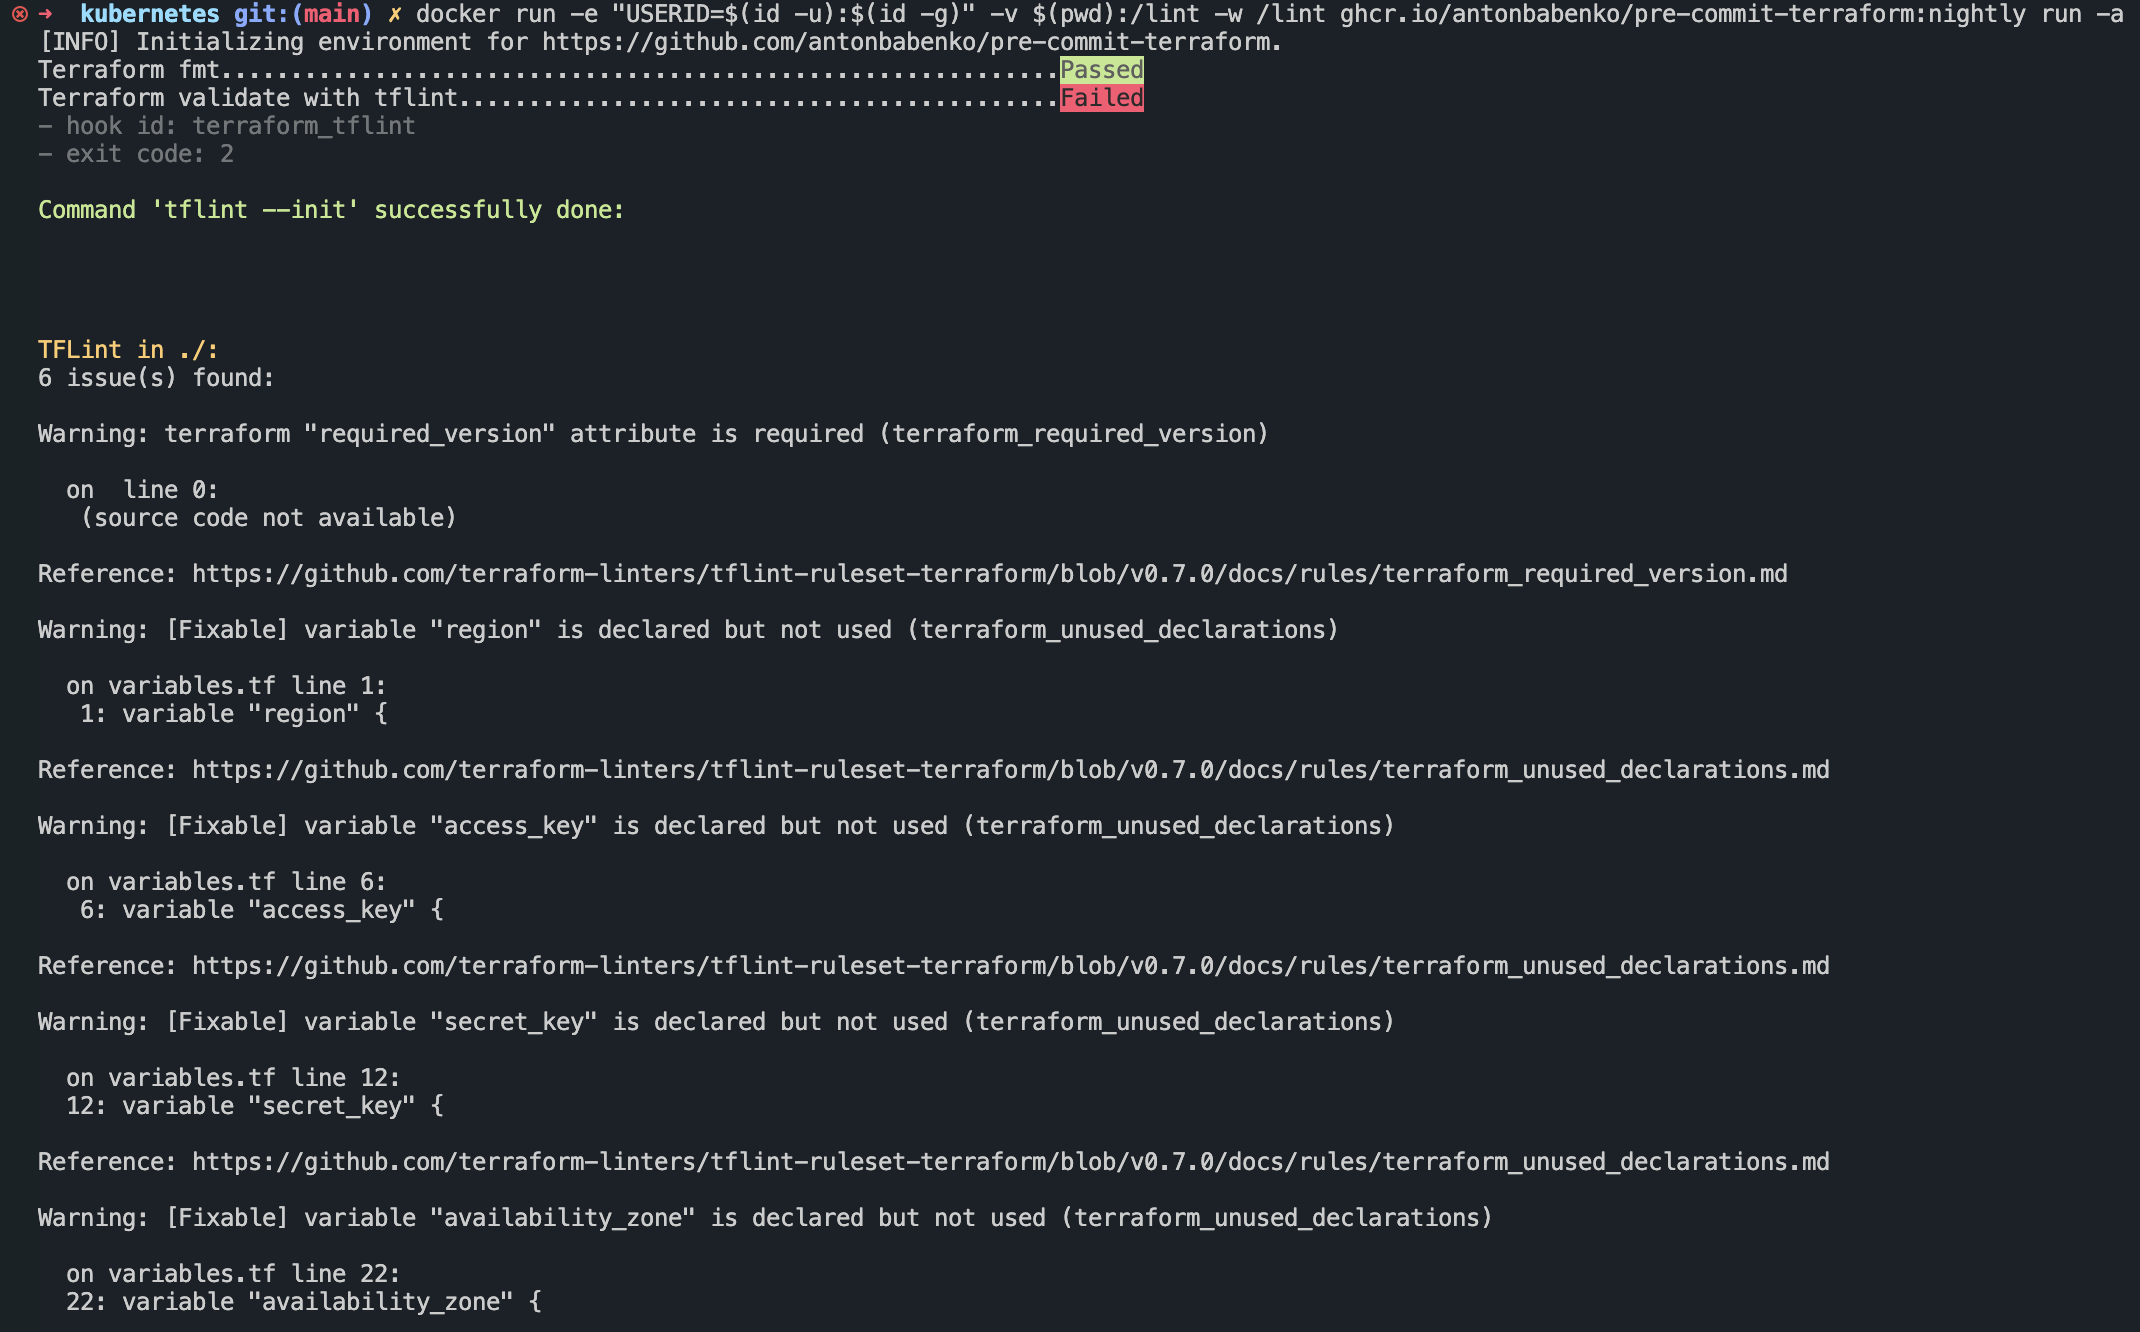 ⊗ ➜  kubernetes git:(main) ✗ docker run -e "USERID=$(id -u):$(id -g)" -v $(pwd):/lint -w /lint ghcr.io/antonbabenko/pre-commit-terraform:nightly run -a
[INFO] Initializing environment for https://github.com/antonbabenko/pre-commit-terraform.
Terraform fmt............................................................Passed
Terraform validate with tflint...........................................Failed
- hook id: terraform_tflint
- exit code: 2
Command 'tflint --init' successfully done:
TFLint in ./:
6 issue(s) found:
Warning: terraform "required_version" attribute is required (terraform_required_version)
  on  line 0:
   (source code not available)
Reference: https://github.com/terraform-linters/tflint-ruleset-terraform/blob/v0.7.0/docs/rules/terraform_required_version.md
Warning: [Fixable] variable "region" is declared but not used (terraform_unused_declarations)
  on variables.tf line 1:
   1: variable "region" {
Reference: https://github.com/terraform-linters/tflint-ruleset-terraform/blob/v0.7.0/docs/rules/terraform_unused_declarations.md
Warning: [Fixable] variable "access_key" is declared but not used (terraform_unused_declarations)
  on variables.tf line 6:
   6: variable "access_key" {
Reference: https://github.com/terraform-linters/tflint-ruleset-terraform/blob/v0.7.0/docs/rules/terraform_unused_declarations.md
Warning: [Fixable] variable "secret_key" is declared but not used (terraform_unused_declarations)
  on variables.tf line 12:
  12: variable "secret_key" {
Reference: https://github.com/terraform-linters/tflint-ruleset-terraform/blob/v0.7.0/docs/rules/terraform_unused_declarations.md
Warning: [Fixable] variable "availability_zone" is declared but not used (terraform_unused_declarations)
  on variables.tf line 22:
  22: variable "availability_zone" {